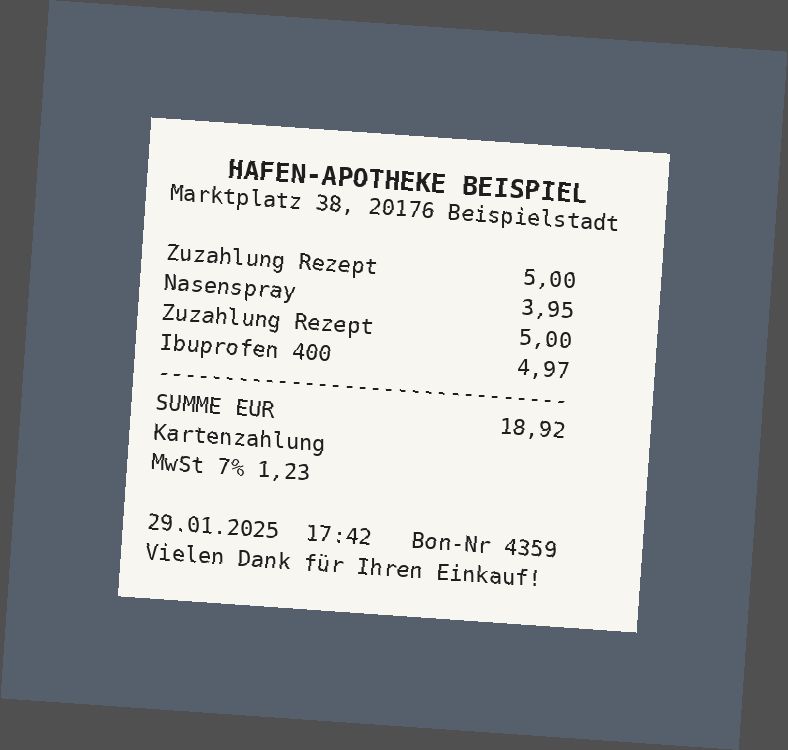 HAFEN-APOTHEKE BEISPIEL
Marktplatz 38, 20176 Beispielstadt
Zuzahlung Rezept 5,00
Nasenspray 3,95
Zuzahlung Rezept 5,00
Ibuprofen 400 4,97
-------------------------------
SUMME EUR 18,92
Kartenzahlung
MwSt 7% 1,23
29.01.2025 17:42 Bon-Nr 4359
Vielen Dank für Ihren Einkauf!